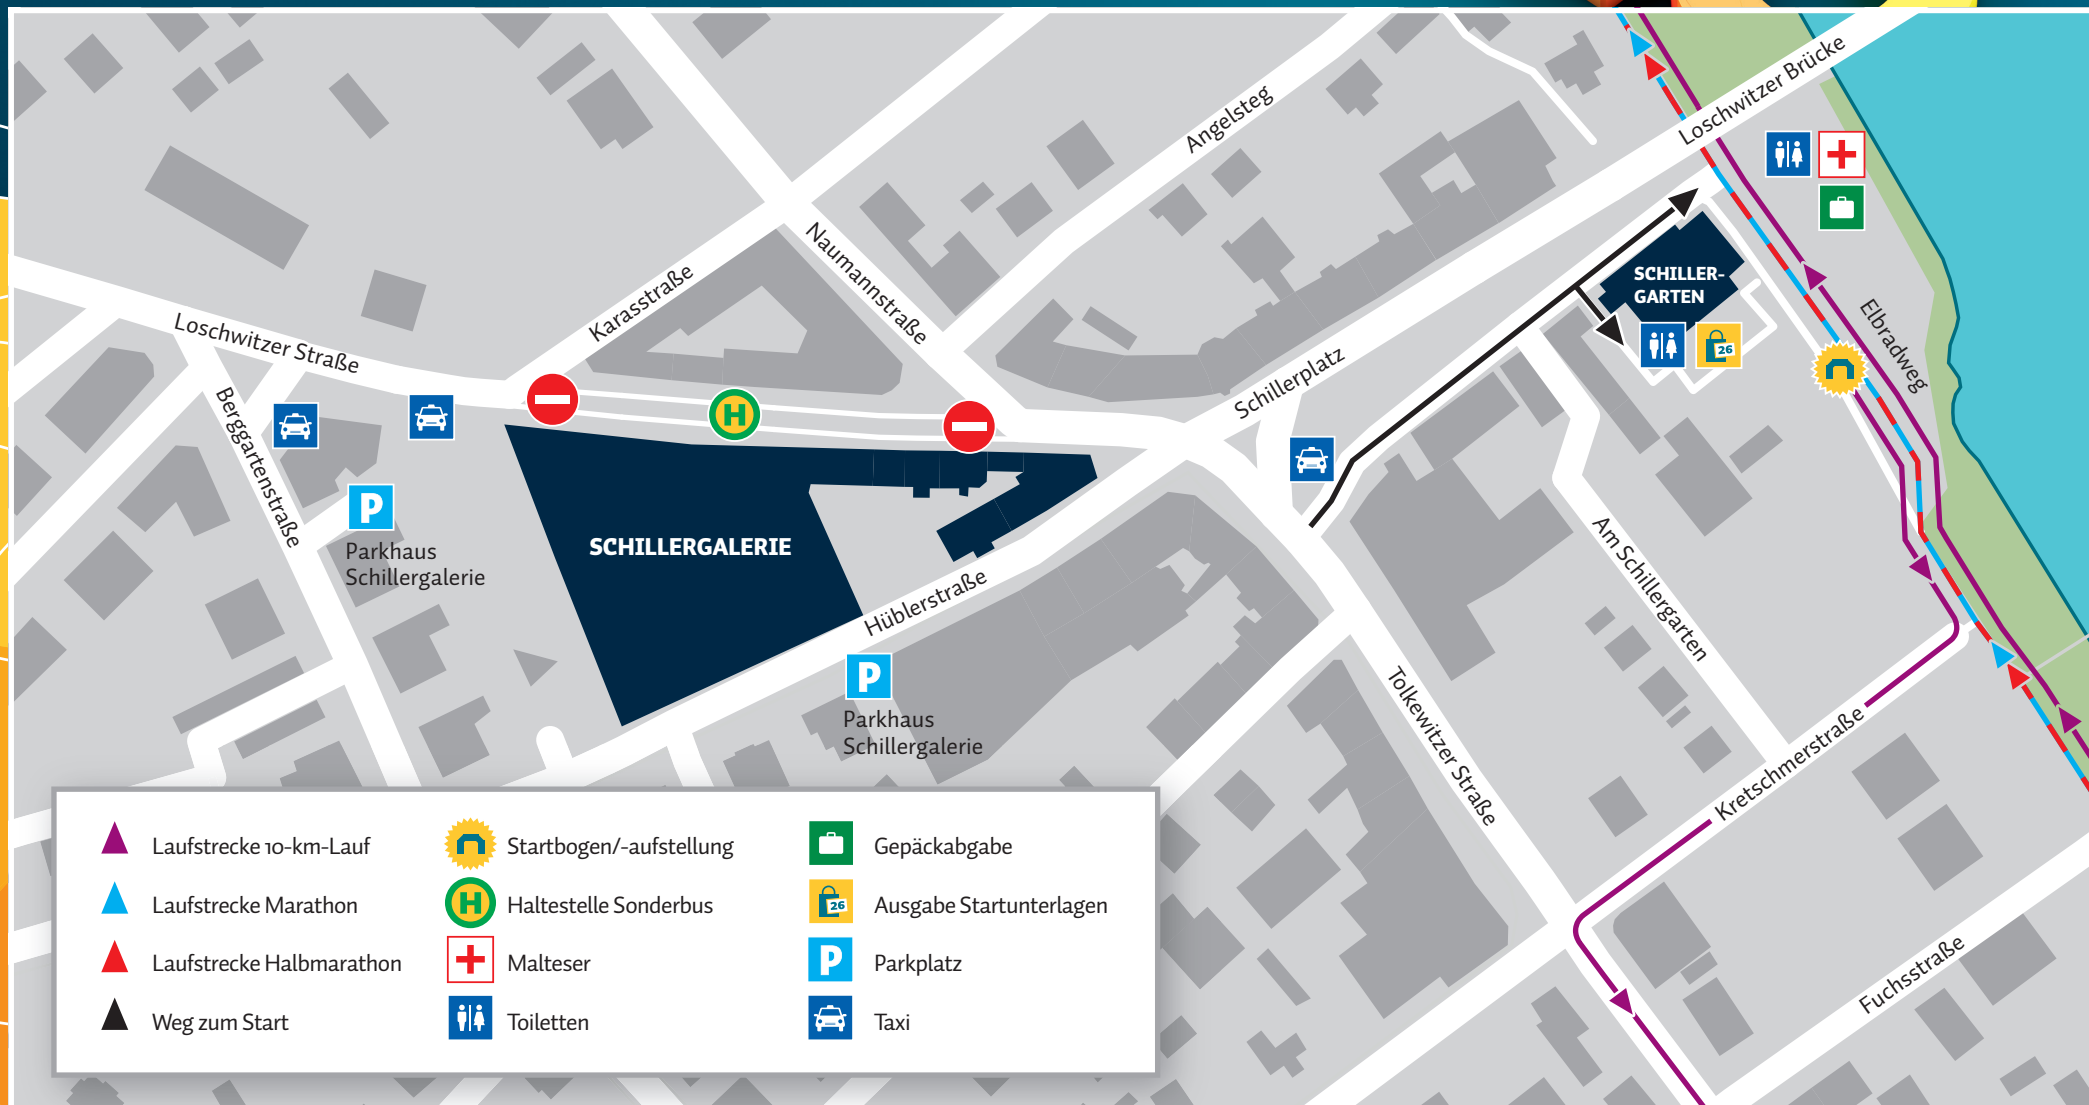 Loschwitzer Brücke
Angelsteg
Naumannstraße
Karasstraße
SCHILLER-
GARTEN
Elbradweg
26
Loschwitzer Straße
Schillerplatz
H
Berggartenstraße
P
Parkhaus
Schillergalerie
SCHILLERGALERIE
Hüblerstraße
Am Schillergarten
P
Parkhaus
Schillergalerie
Tolkewitzer Straße
Kretschmerstraße
Fuchsstraße
Laufstrecke 10-km-Lauf
Laufstrecke Marathon
Laufstrecke Halbmarathon
Weg zum Start
Startbogen/-aufstellung
H Haltestelle Sonderbus
Malteser
Toiletten
Gepäckabgabe
26 Ausgabe Startunterlagen
P Parkplatz
Taxi